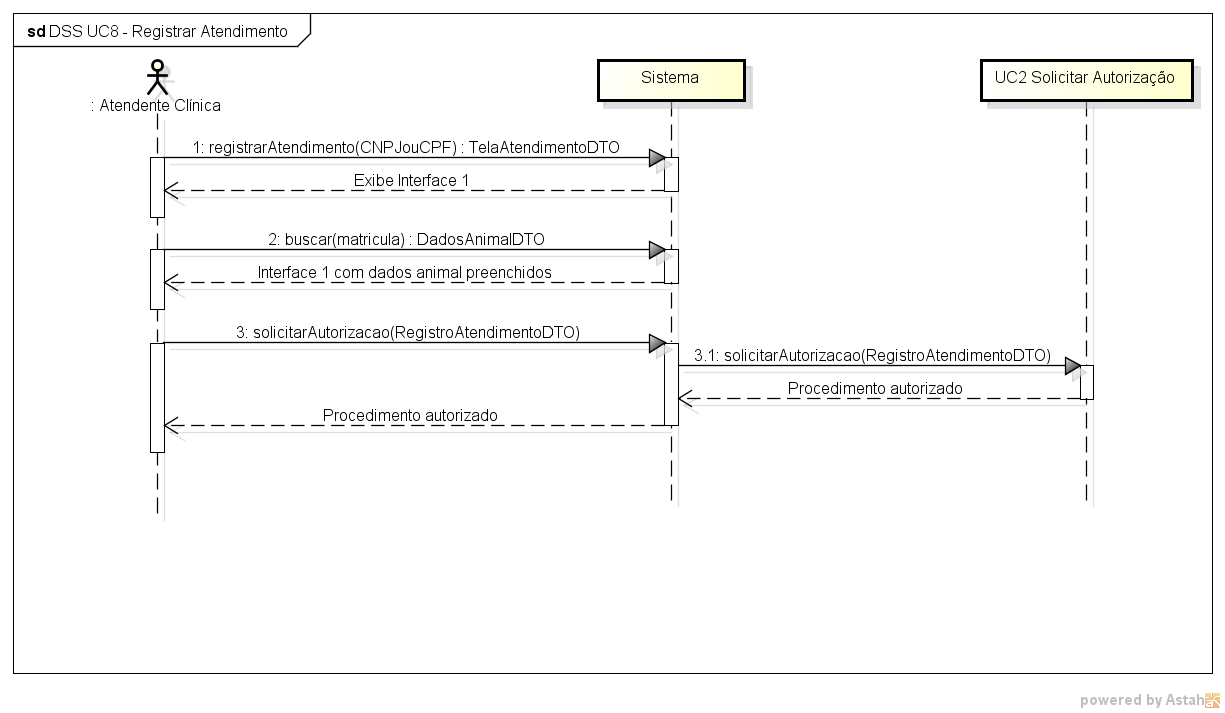 sd DSS UC8 - Registrar Atendimento
: Atendente Clínica
Sistema
UC2 Solicitar Autorização
1: registrarAtendimento(CNPJouCPF) : TelaAtendimentoDTO
Exibe Interface 1
2: buscar(matricula) : DadosAnimalDTO
Interface 1 com dados animal preenchidos
3: solicitarAutorizacao(RegistroAtendimentoDTO)
3.1: solicitarAutorizacao(RegistroAtendimentoDTO)
Procedimento autorizado
Procedimento autorizado
powered by Astah